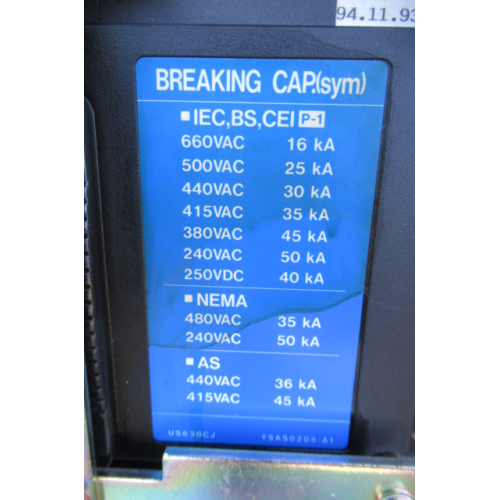 94.11.93
BREAKING CAP.(sym)
■ IEC,BS,CEI P-1
660VAC 16 kA
500VAC 25 kA
440VAC 30 kA
415VAC 35 kA
380VAC 45 kA
240VAC 50 kA
250VDC 40 kA
■ NEMA
480VAC 35 kA
240VAC 50 kA
■ AS
440VAC 36 kA
415VAC 45 kA
US630CJ YSAS0205-A1